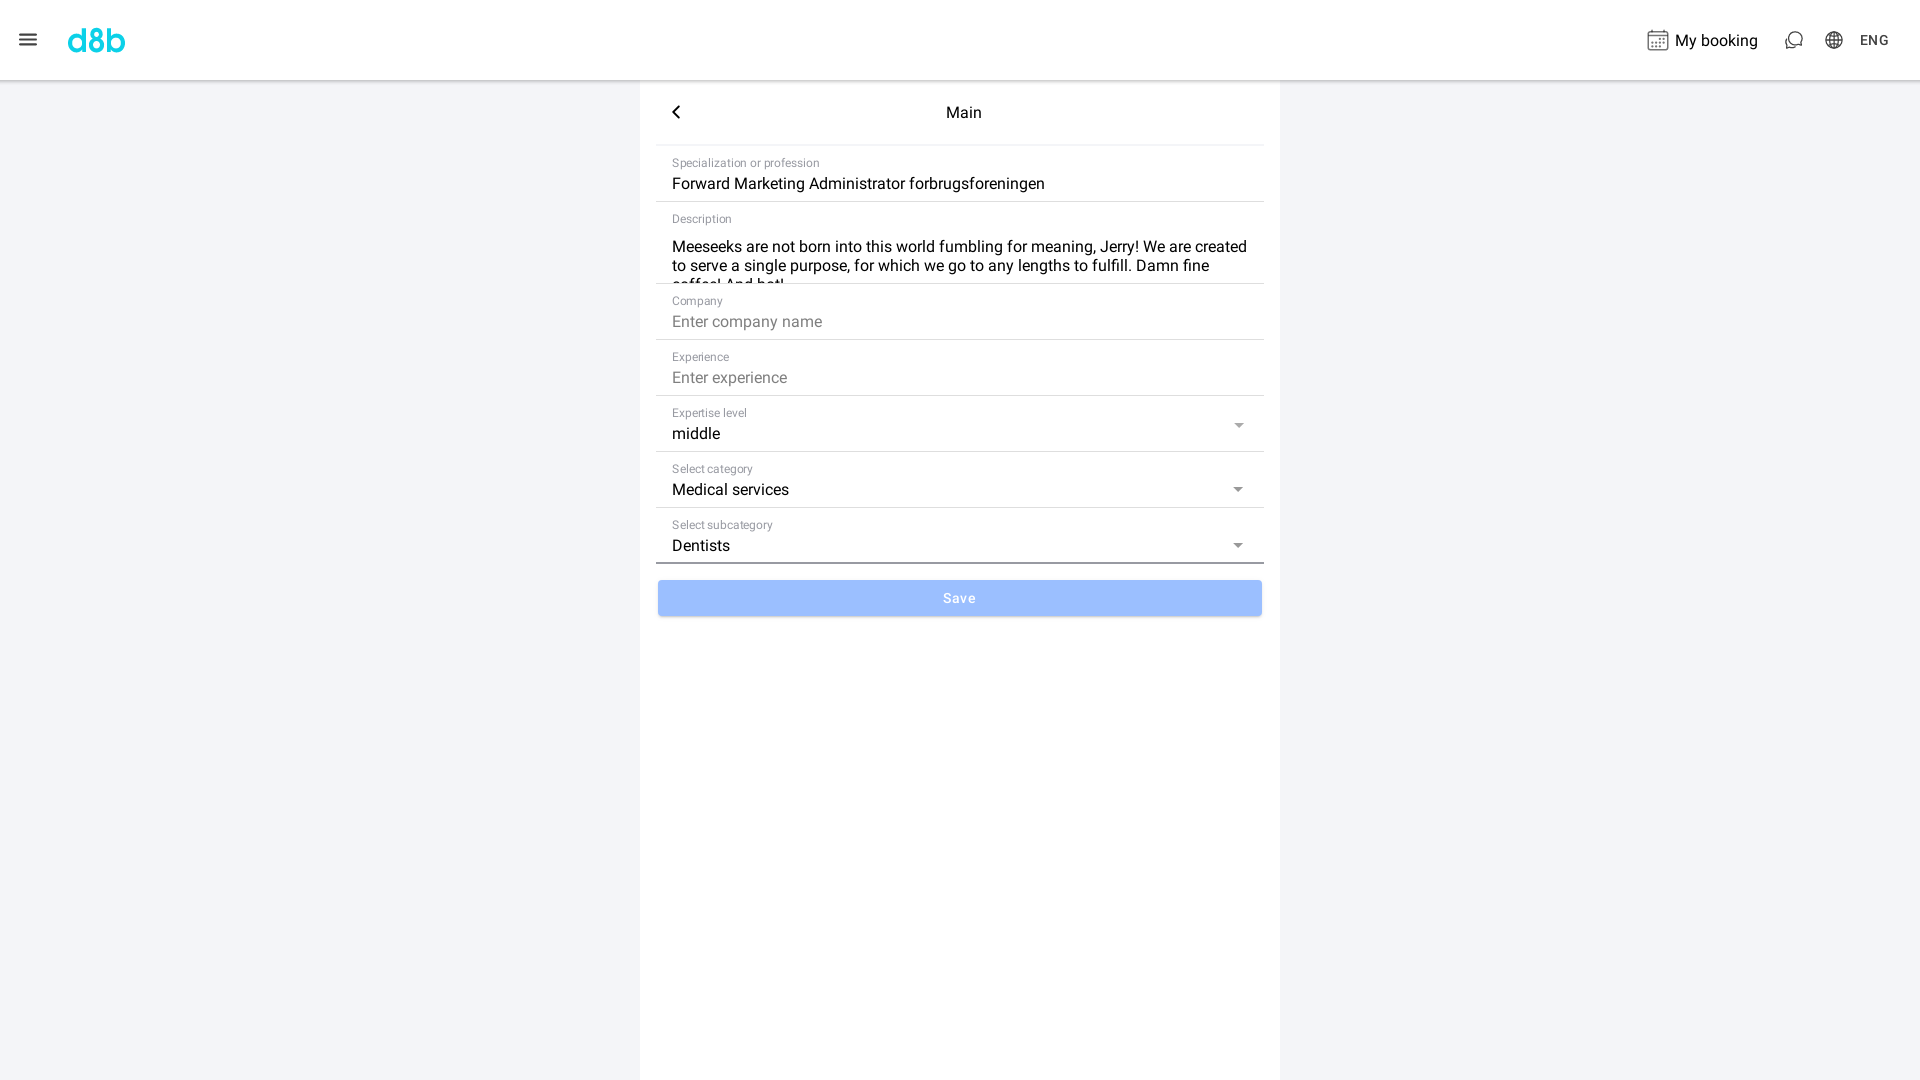 d8b
My booking
ENG
Main
Specialization or profession
Forward Marketing Administrator forbrugsforeningen
Description
Meeseeks are not born into this world fumbling for meaning, Jerry! We are created
to serve a single purpose, for which we go to any lengths to fulfill. Damn fine
coffee! And hot!
Company
Enter company name
Experience
Enter experience
Expertise level
middle
Select category
Medical services
Select subcategory
Dentists
Save